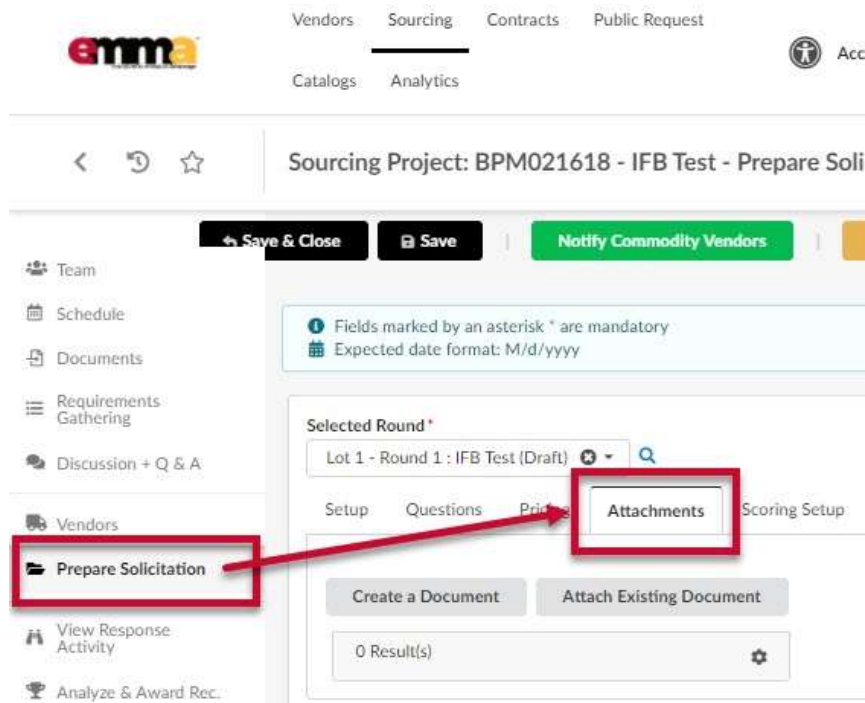 Vendors Sourcing Contracts Public Request
emma
Acc
Catalogs Analytics
Sourcing Project: BPM021618 - IFB Test - Prepare Soli
Save & Close Save Notify Commodity Vendors
Team
Schedule
Documents
Requirements
Gathering
Discussion + Q & A
Vendors
Prepare Solicitation
View Response
Activity
Analyze & Award Rec.
Fields marked by an asterisk * are mandatory
Expected date format: M/d/yyyy
Selected Round*
Lot 1 - Round 1 : IFB Test (Draft)
Setup Questions Attachments Scoring Setup
Create a Document Attach Existing Document
0 Result(s)